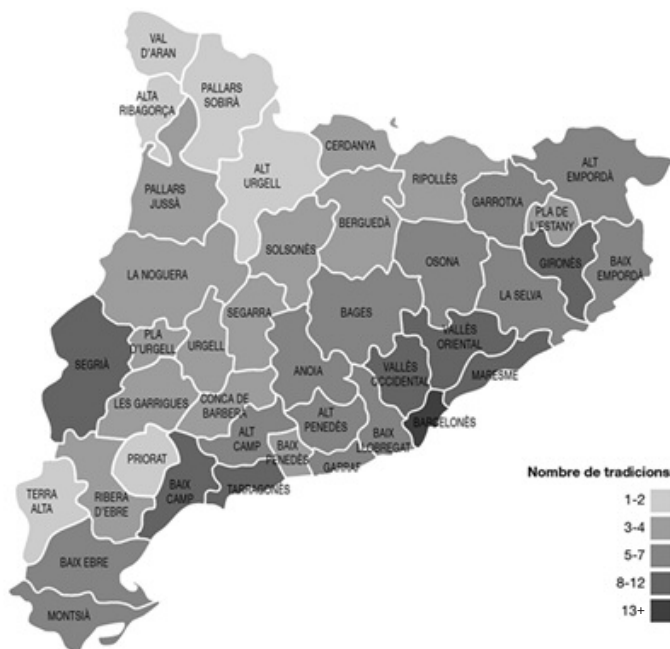 VAL
D'ARAN
PALLARS
SOBIRÀ
ALTA
RIBAGORÇA
CERDANYA
ALT
URGELL
RIPOLLÈS
ALT
EMPORDÀ
PALLARS
JUSSÀ
GARROTXA
PLA DE
L'ESTANY
BERGUEDÀ
SOLSONÈS
OSONA
GIRONÈS
BAIX
EMPORDÀ
LA NOGUERA
LA SELVA
SEGARRA
BAGES
VALLÈS
ORIENTAL
PLA
D'URGELL
URGELL
SEGRIÀ
ANOIA
VALLÈS
OCCIDENTAL
MARESME
LES GARRIGUES
CONCA DE
BARBERÀ
BARCELONÈS
ALT
PENEDÈS
ALT
CAMP
BAIX
LLOBREGAT
PRIORAT
BAIX
PENEDÈS
GARRAF
TERRA
ALTA
RIBERA
D'EBRE
BAIX
CAMP
TARRAGONÈS
BAIX EBRE
MONTSIÀ
Nombre de tradicions
1-2
3-4
5-7
8-12
13+